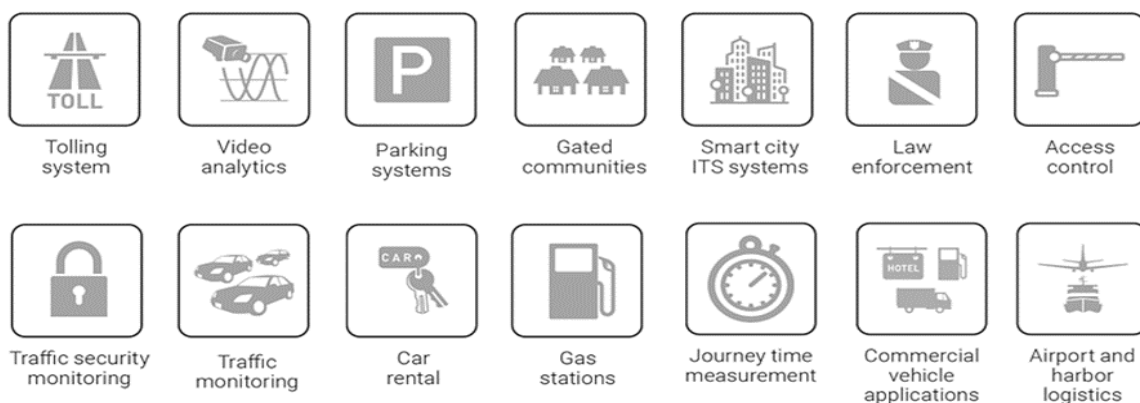 TOLL
P
Tolling
system
Video
analytics
Parking
systems
Gated
communities
Smart city
ITS systems
Law
enforcement
Access
control
CAR
HOTEL
Traffic security
monitoring
Traffic
monitoring
Car
rental
Gas
stations
Journey time
measurement
Commercial
vehicle
applications
Airport and
harbor
logistics